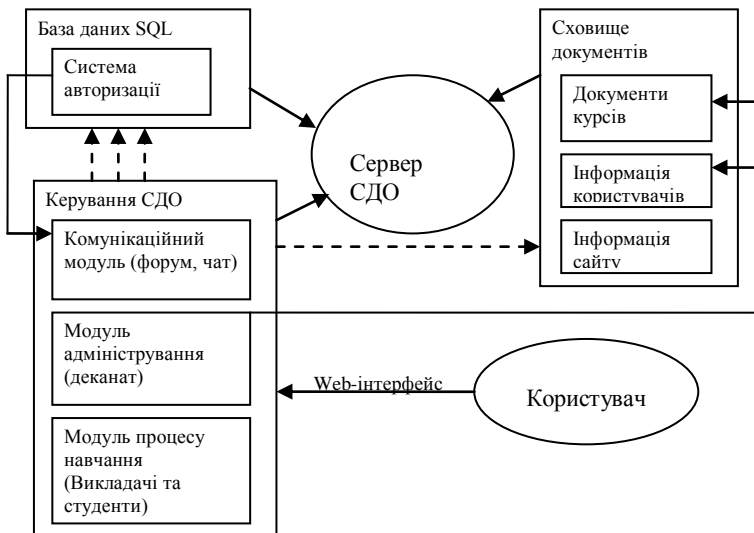 База даних SQL
Система
авторизації
Керування СДО
Комунікаційний
модуль (форум, чат)
Модуль
адміністрування
(деканат)
Модуль процесу
навчання
(Викладачі та
студенти)
Сервер
СДО
Сховище
документів
Документи
курсів
Інформація
користувачів
Інформація
сайту
Web-інтерфейс
Користувач